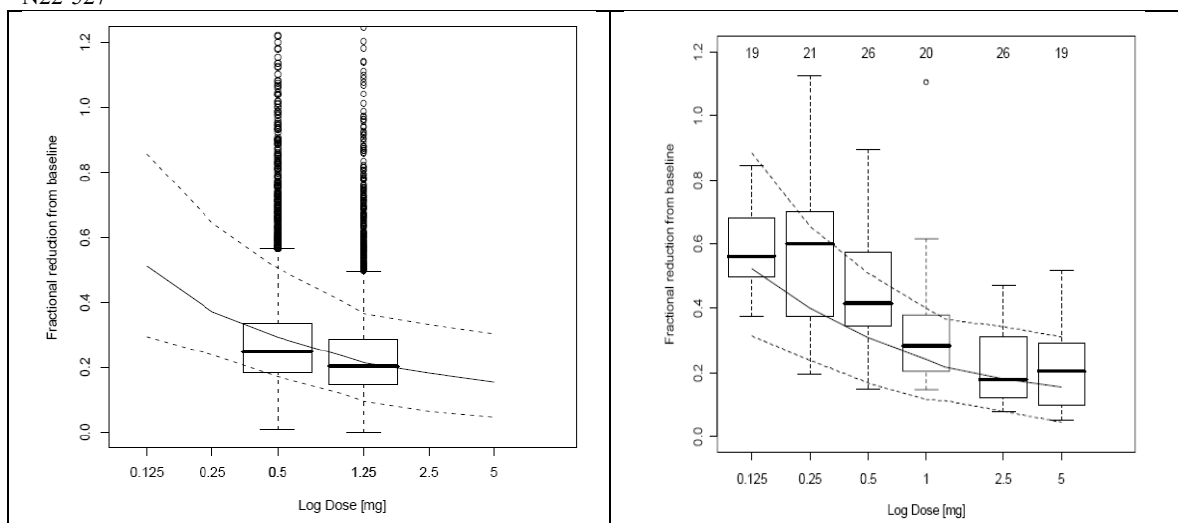 N22-527
Fractional reduction from baseline
1.2
1.0
0.8
0.6
0.4
0.2
0.0
0.125 0.25 0.5 1.25 2.5 5
Log Dose [mg]
19 21 26 20 26 19
Fractional reduction from baseline
1.2
1.0
0.8
0.6
0.4
0.2
0.0
0.125 0.25 0.5 1 2.5 5
Log Dose [mg]